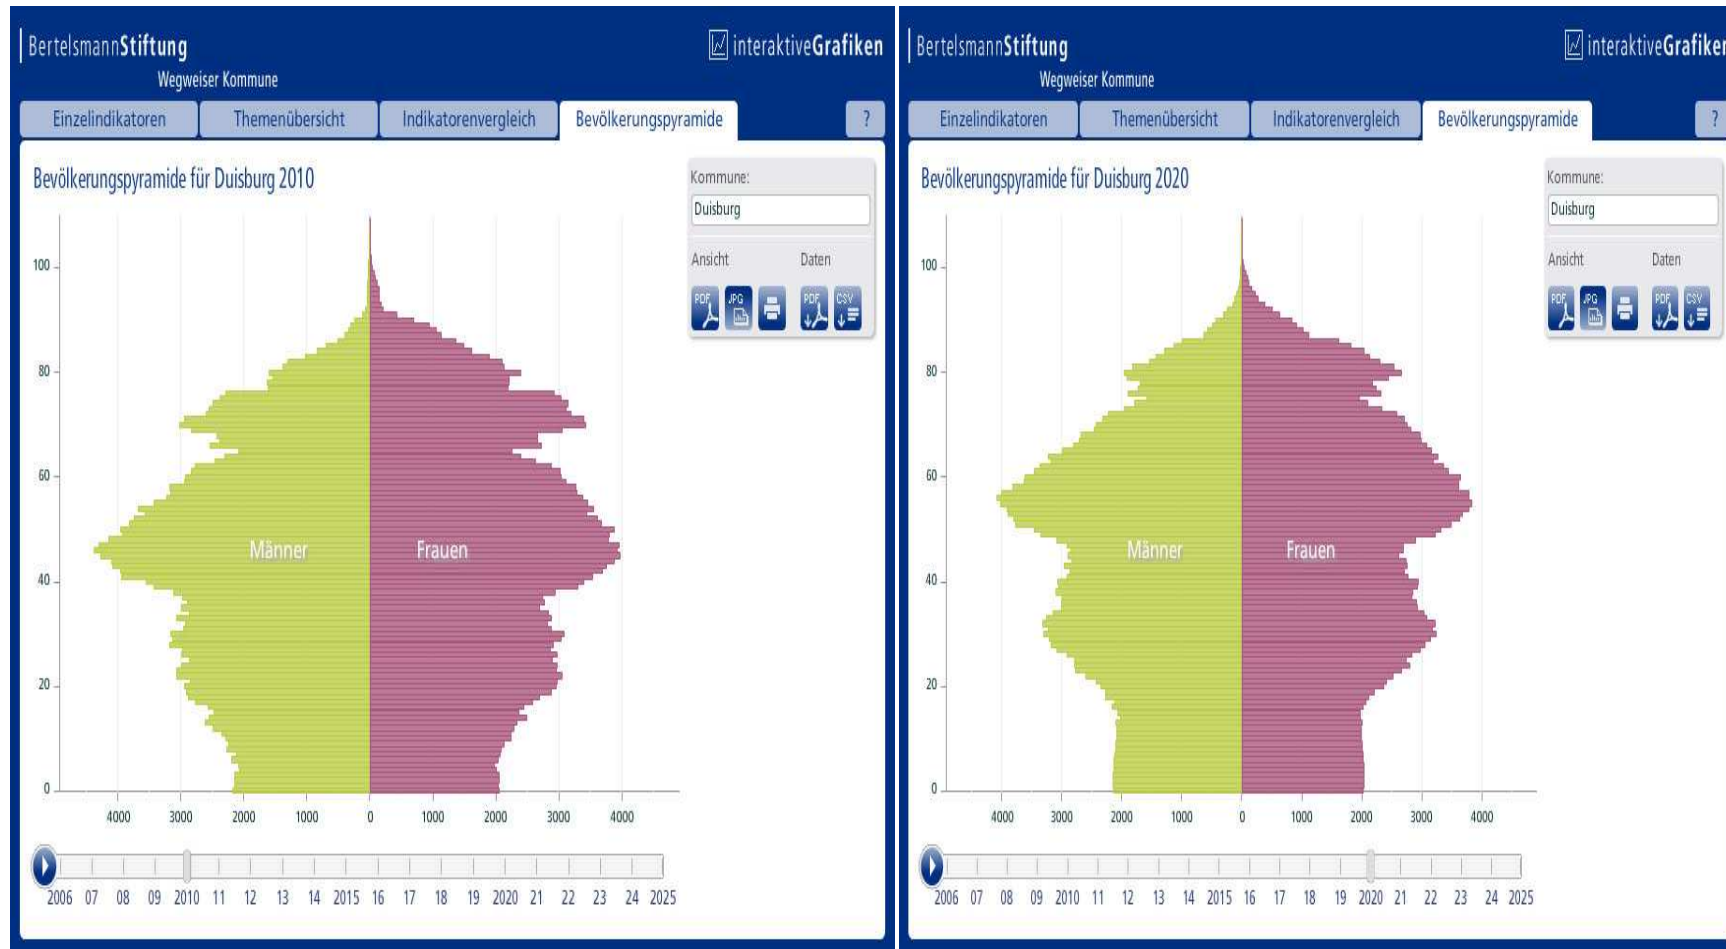 BertelsmannStiftung
Wegweiser Kommune
interaktiveGrafiken
Einzelindikatoren Themenübersicht Indikatorenvergleich Bevölkerungspyramide ?
Bevölkerungspyramide für Duisburg 2010
Kommune:
Duisburg
Ansicht Daten
PDF JPG PDF CSV
100
80
60
40
20
0
Männer Frauen
4000 3000 2000 1000 0 1000 2000 3000 4000
2006 07 08 09 2010 11 12 13 14 2015 16 17 18 19 2020 21 22 23 24 2025
BertelsmannStiftung
Wegweiser Kommune
interaktiveGrafiken
Einzelindikatoren Themenübersicht Indikatorenvergleich Bevölkerungspyramide ?
Bevölkerungspyramide für Duisburg 2020
Kommune:
Duisburg
Ansicht Daten
PDF JPG PDF CSV
100
80
60
40
20
0
Männer Frauen
4000 3000 2000 1000 0 1000 2000 3000 4000
2006 07 08 09 2010 11 12 13 14 2015 16 17 18 19 2020 21 22 23 24 2025